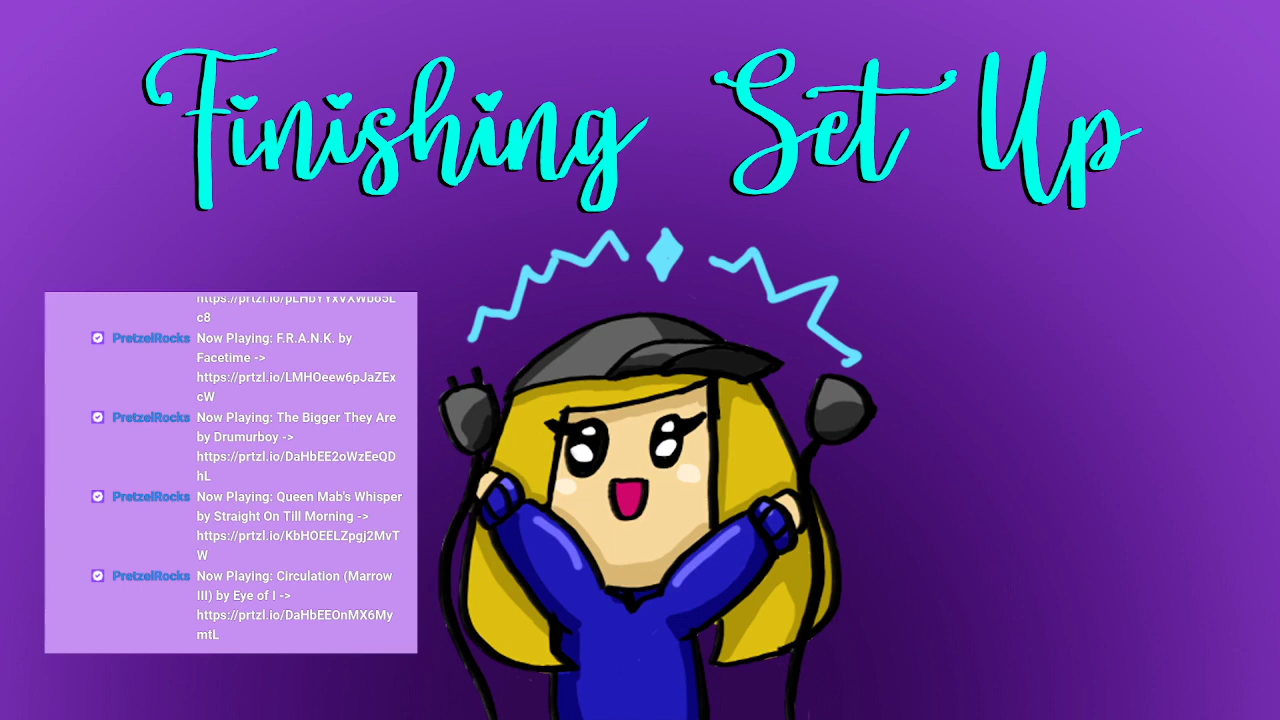 Finishing Set Up
c8
PretzelRocks Now Playing: F.R.A.N.K. by
Facetime ->
https://prtzl.io/LMHOeew6pJaZEx
cW
PretzelRocks Now Playing: The Bigger They Are
by Drumurboy ->
https://prtzl.io/DaHbEE2oWzEeQD
hL
PretzelRocks Now Playing: Queen Mab's Whisper
by Straight On Till Morning ->
https://prtzl.io/KbHOEELZpgj2MvT
W
PretzelRocks Now Playing: Circulation (Marrow
III) by Eye of I ->
https://prtzl.io/DaHbEEOnMX6My
mtL